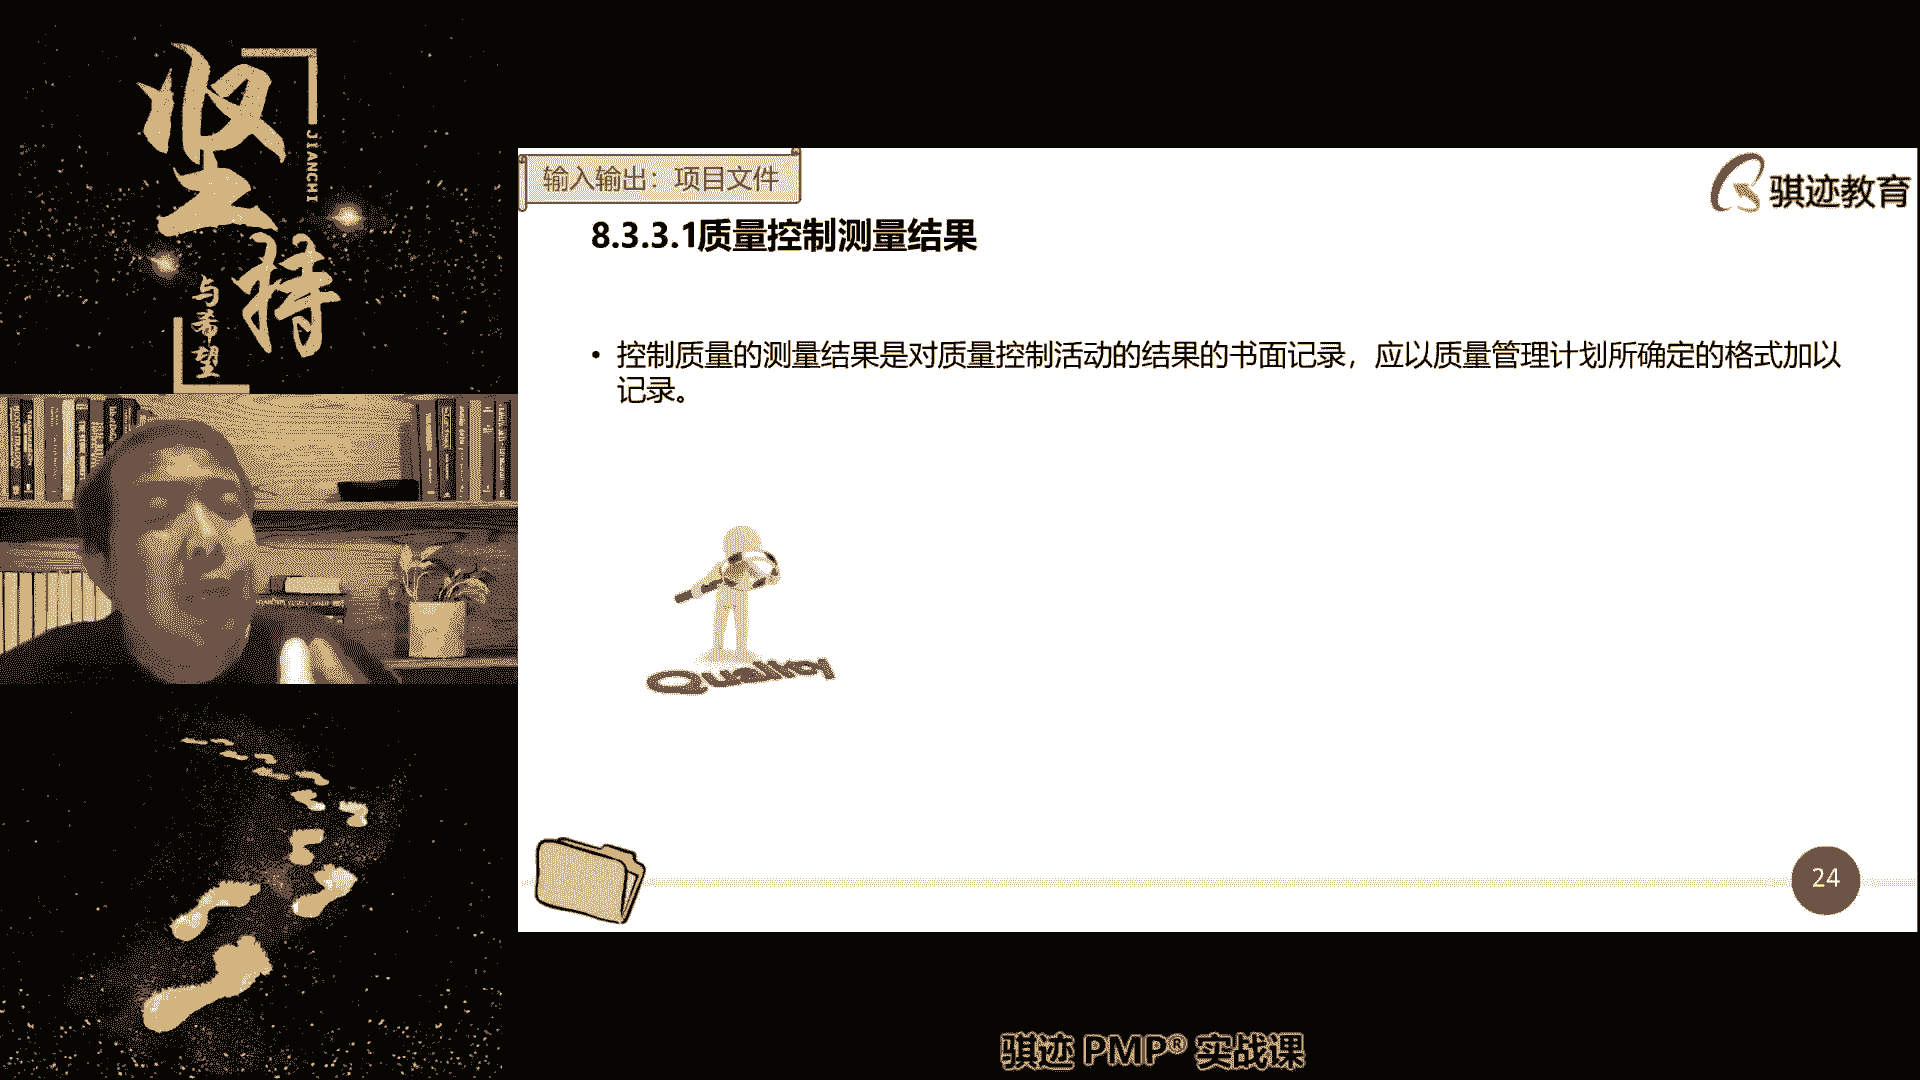 坚持
JIANCHI
与希望
输入输出：项目文件
骐迹教育
8.3.3.1质量控制测量结果
• 控制质量的测量结果是对质量控制活动的结果的书面记录，应以质量管理计划所确定的格式加以
记录。
Quality
24
骐迹 PMP® 实战课